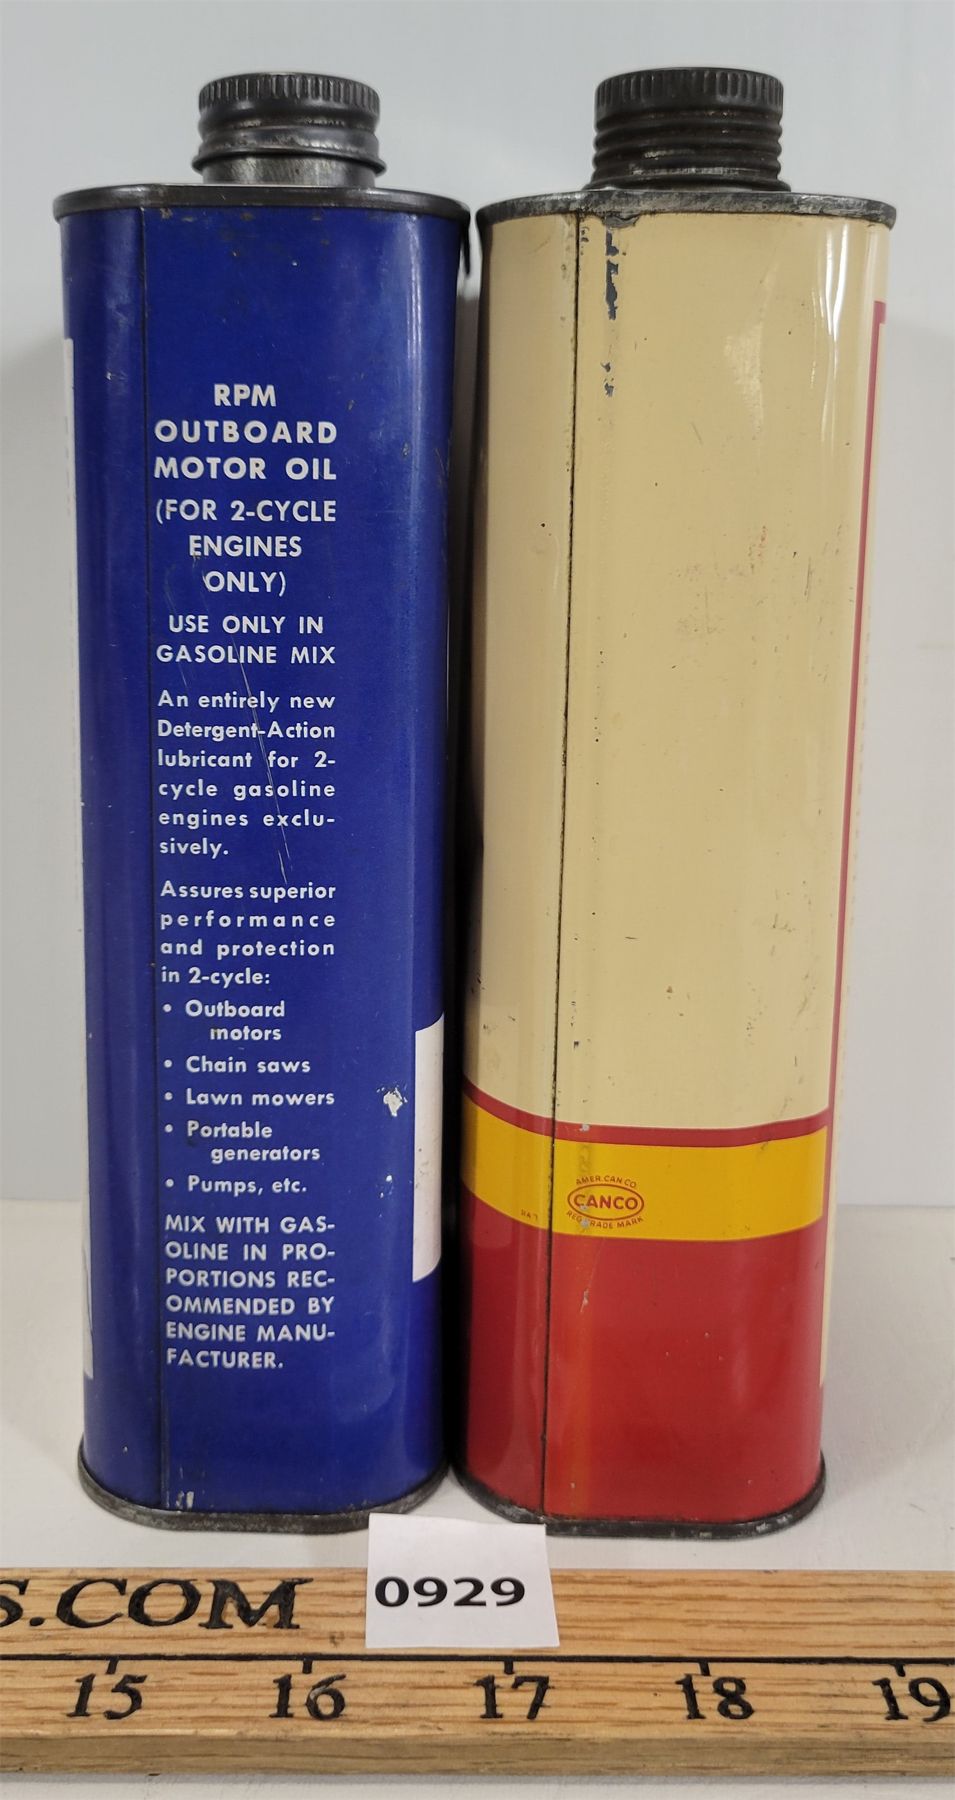 RPM
OUTBOARD
MOTOR OIL
(FOR 2-CYCLE
ENGINES
ONLY)
USE ONLY IN
GASOLINE MIX
An entirely new
Detergent-Action
lubricant for 2-
cycle gasoline
engines exclu-
sively.
Assures superior
performance
and protection
in 2-cycle:
• Outboard
motors
• Chain saws
• Lawn mowers
• Portable
generators
• Pumps, etc.
MIX WITH GAS-
OLINE IN PRO-
PORTIONS REC-
OMMENDED BY
ENGINE MANU-
FACTURER.
AMER.CAN CO.
CANCO
REG TRADE MARK
0929
S.COM
15 16 17 18 19